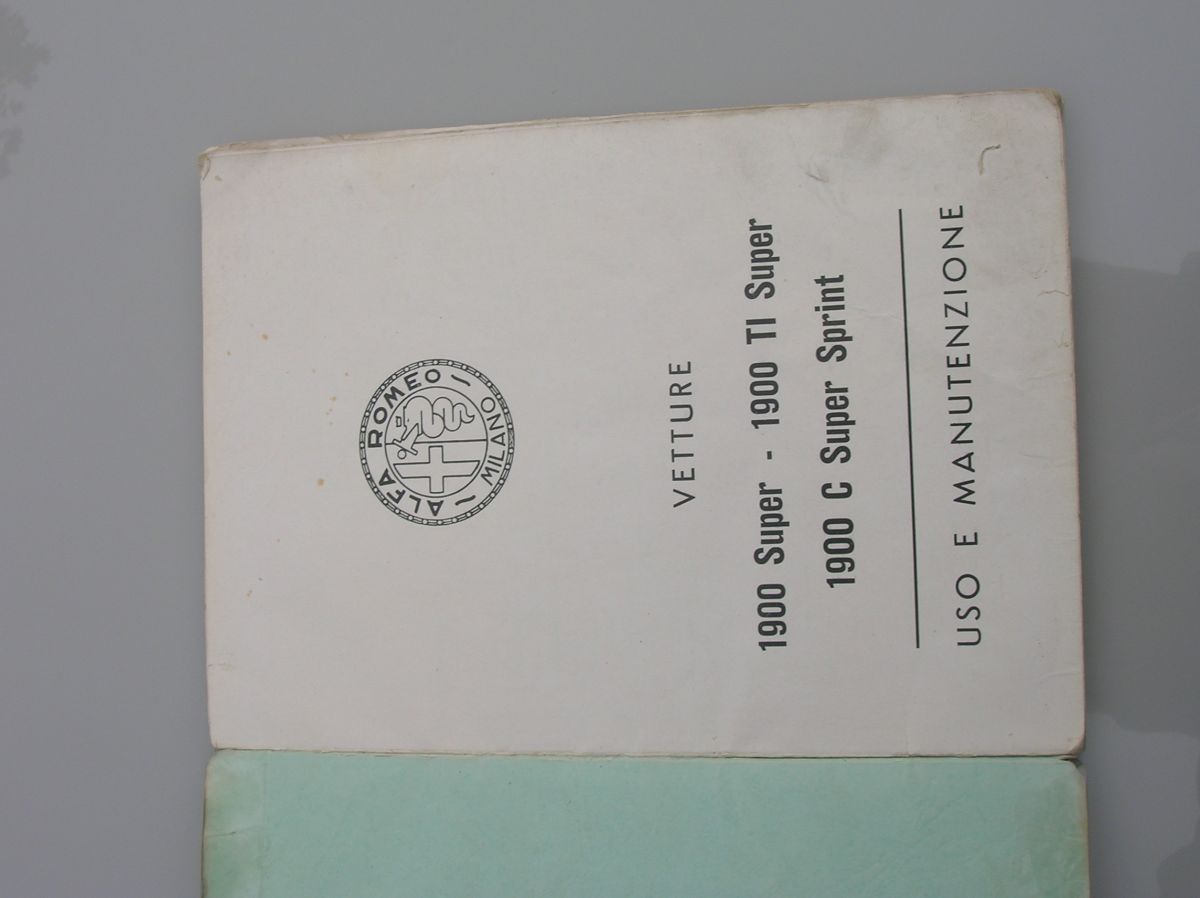 ALFA ROMEO
MILANO
VETTURE
1900 Super - 1900 TI Super
1900 C Super Sprint
USO E MANUTENZIONE